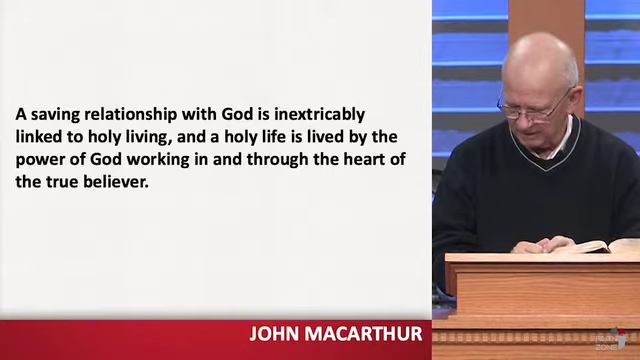 A saving relationship with God is inextricably
linked to holy living, and a holy life is lived by the
power of God working in and through the heart of
the true believer.
JOHN MACARTHUR
ZONE